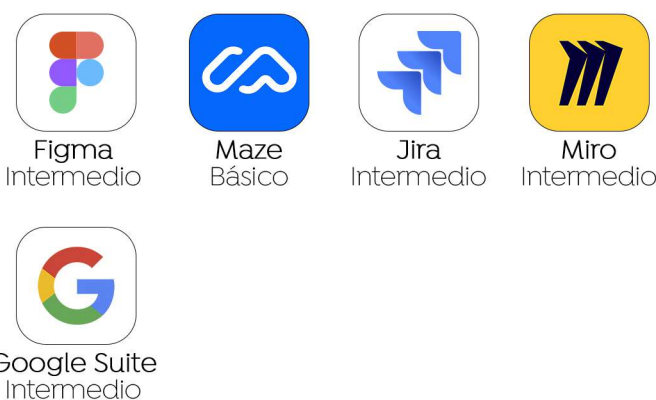 Figma
Intermedio
Maze
Básico
Jira
Intermedio
Miro
Intermedio
Google Suite
Intermedio